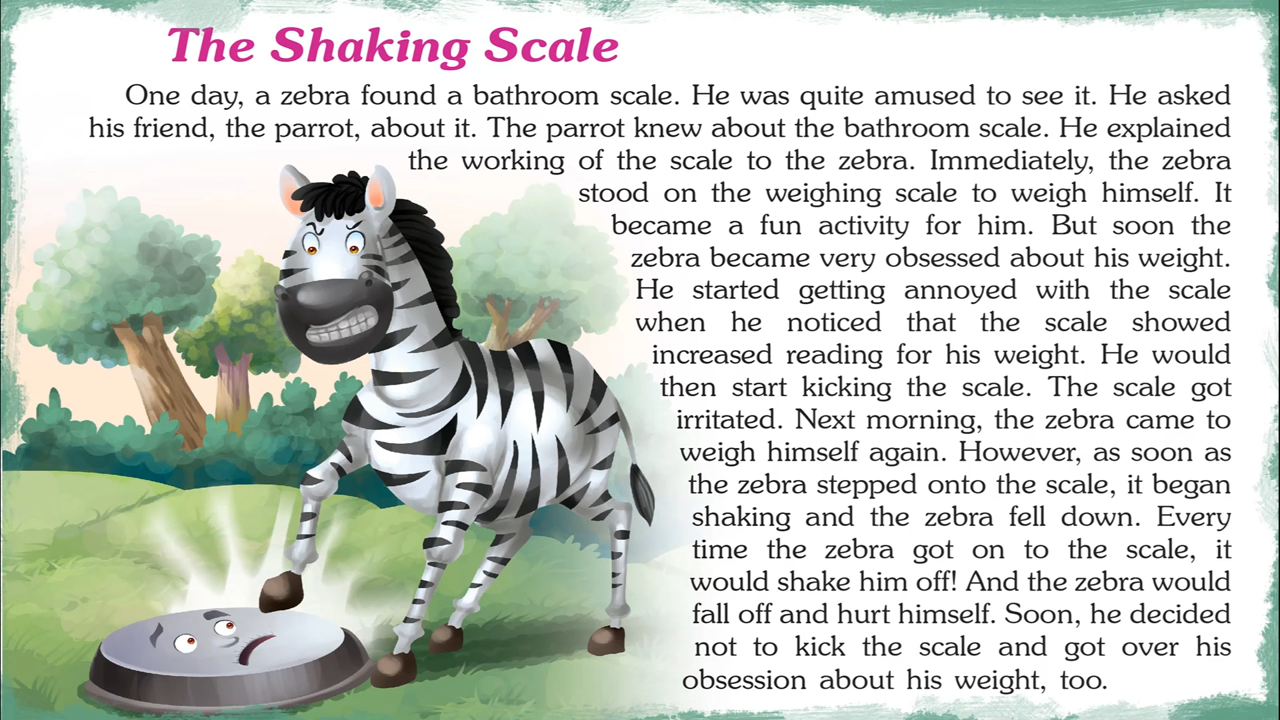 The Shaking Scale
One day, a zebra found a bathroom scale. He was quite amused to see it. He asked
his friend, the parrot, about it. The parrot knew about the bathroom scale. He explained
the working of the scale to the zebra. Immediately, the zebra
stood on the weighing scale to weigh himself. It
became a fun activity for him. But soon the
zebra became very obsessed about his weight.
He started getting annoyed with the scale
when he noticed that the scale showed
increased reading for his weight. He would
then start kicking the scale. The scale got
irritated. Next morning, the zebra came to
weigh himself again. However, as soon as
the zebra stepped onto the scale, it began
shaking and the zebra fell down. Every
time the zebra got on to the scale, it
would shake him off! And the zebra would
fall off and hurt himself. Soon, he decided
not to kick the scale and got over his
obsession about his weight, too.